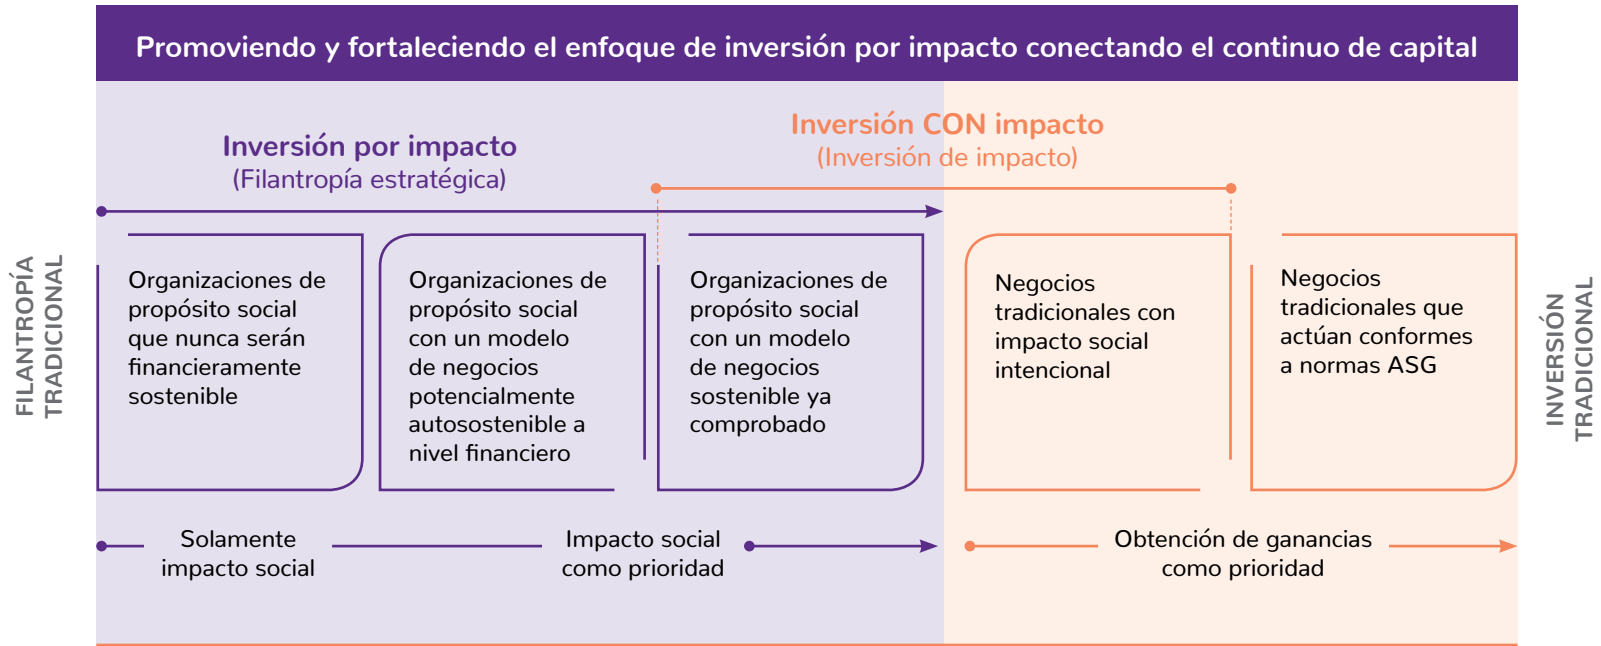 Promoviendo y fortaleciendo el enfoque de inversión por impacto conectando el continuo de capital
Inversión por impacto
(Filantropía estratégica)
Inversión CON impacto
(Inversión de impacto)
FILANTROPÍA
TRADICIONAL
Organizaciones de
propósito social
que nunca serán
financieramente
sostenible
Organizaciones de
propósito social
con un modelo
de negocios
potencialmente
autosostenible a
nivel financiero
Organizaciones de
propósito social
con un modelo
de negocios
sostenible ya
comprobado
Negocios
tradicionales con
impacto social
intencional
Negocios
tradicionales que
actúan conformes
a normas ASG
INVERSIÓN
TRADICIONAL
Solamente
impacto social
Impacto social
como prioridad
Obtención de ganancias
como prioridad